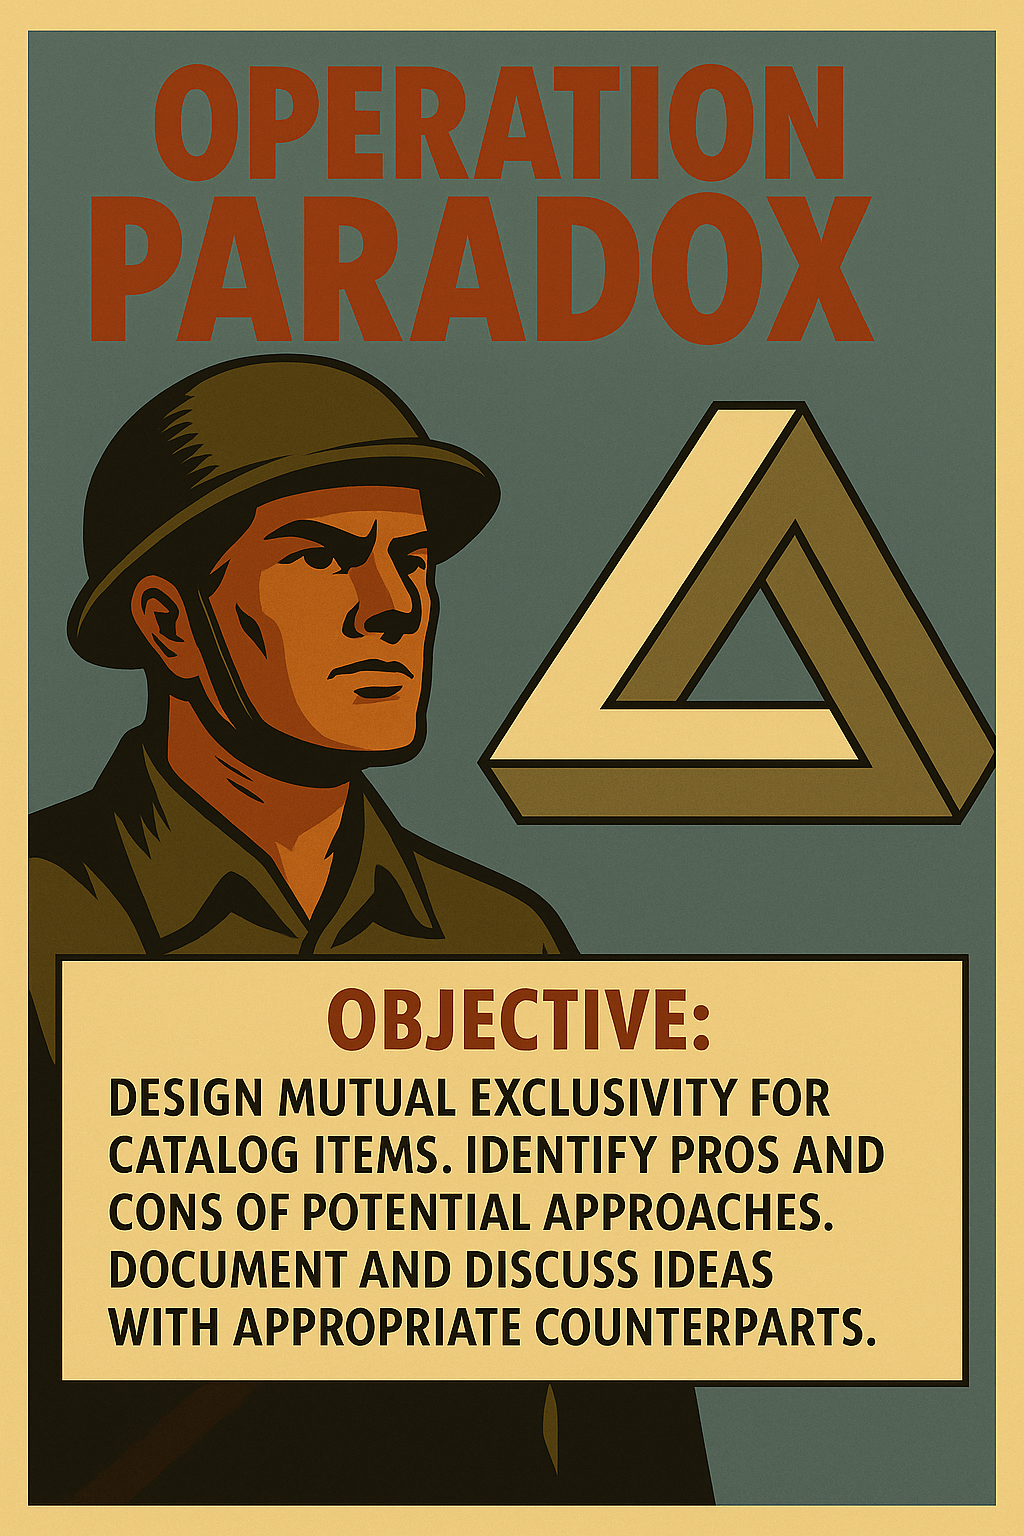 OPERATION
PARADOX
OBJECTIVE:
DESIGN MUTUAL EXCLUSIVITY FOR
CATALOG ITEMS. IDENTIFY PROS AND
CONS OF POTENTIAL APPROACHES.
DOCUMENT AND DISCUSS IDEAS
WITH APPROPRIATE COUNTERPARTS.